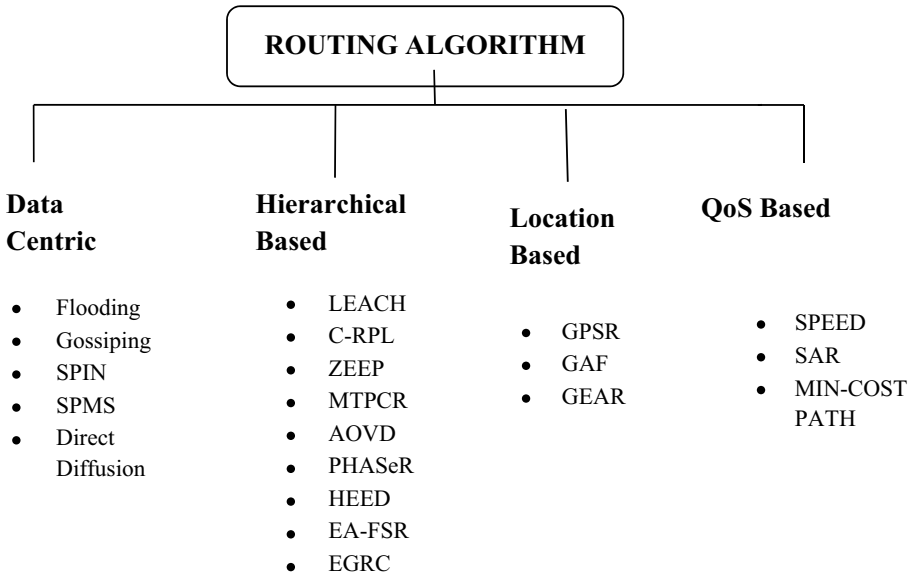 ROUTING ALGORITHM
Data
Centric
• Flooding
• Gossiping
• SPIN
• SPMS
• Direct
Diffusion
Hierarchical
Based
• LEACH
• C-RPL
• ZEEP
• MTPCR
• AOVD
• PHASeR
• HEED
• EA-FSR
• EGRC
Location
Based
• GPSR
• GAF
• GEAR
QoS Based
• SPEED
• SAR
• MIN-COST
PATH